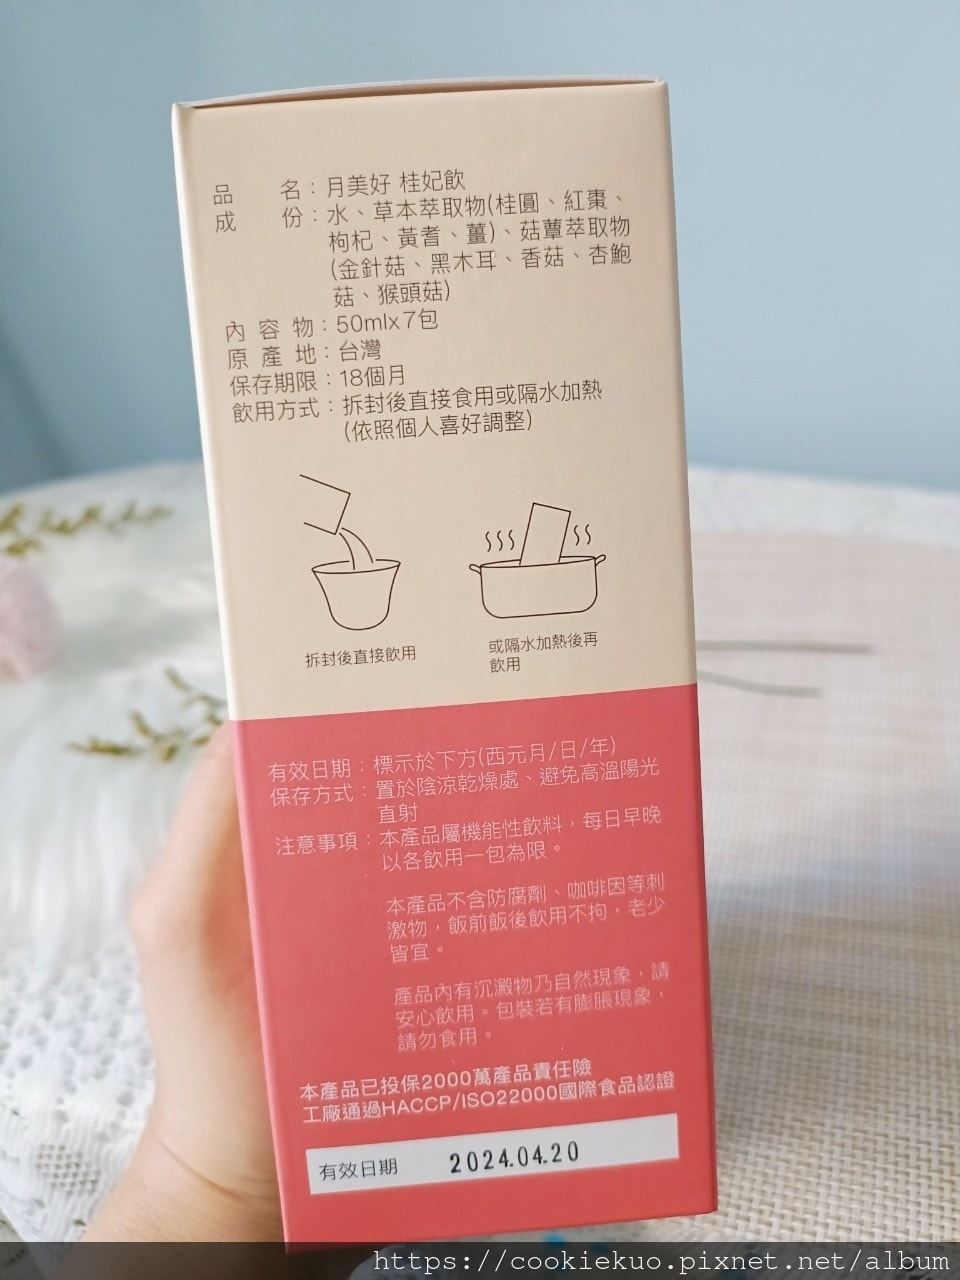 品名：月美好 桂妃飲
成份：水、草本萃取物(桂圓、紅棗、
枸杞、黃耆、薑)、菇蕈萃取物
(金針菇、黑木耳、香菇、杏鮑
菇、猴頭菇)
內容物：50mlx7包
原產地：台灣
保存期限：18個月
飲用方式：拆封後直接食用或隔水加熱
(依照個人喜好調整)
拆封後直接飲用
或隔水加熱後再
飲用
有效日期：標示於下方(西元月/日/年)
保存方式：置於陰涼乾燥處、避免高溫陽光
直射
注意事項：本產品屬機能性飲料，每日早晚
以各飲用一包為限。
本產品不含防腐劑、咖啡因等刺
激物，飯前飯後飲用不拘，老少
皆宜。
產品內有沉澱物乃自然現象，請
安心飲用。包裝若有膨脹現象，
請勿食用。
本產品已投保2000萬產品責任險
工廠通過HACCP/ISO22000國際食品認證
有效日期 2024.04.20
https://cookiekuo.pixnet.net/album